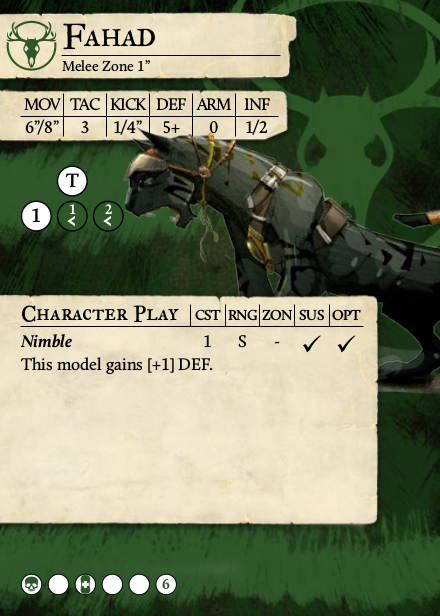 Fahad
Melee Zone 1”
MOV TAC KICK DEF ARM INF
6”/8” 3 1/4” 5+ 0 1/2
T
1 1 < 2 <
Character Play CST RNG ZON SUS OPT
Nimble 1 S - ✓ ✓
This model gains [+1] DEF.
6